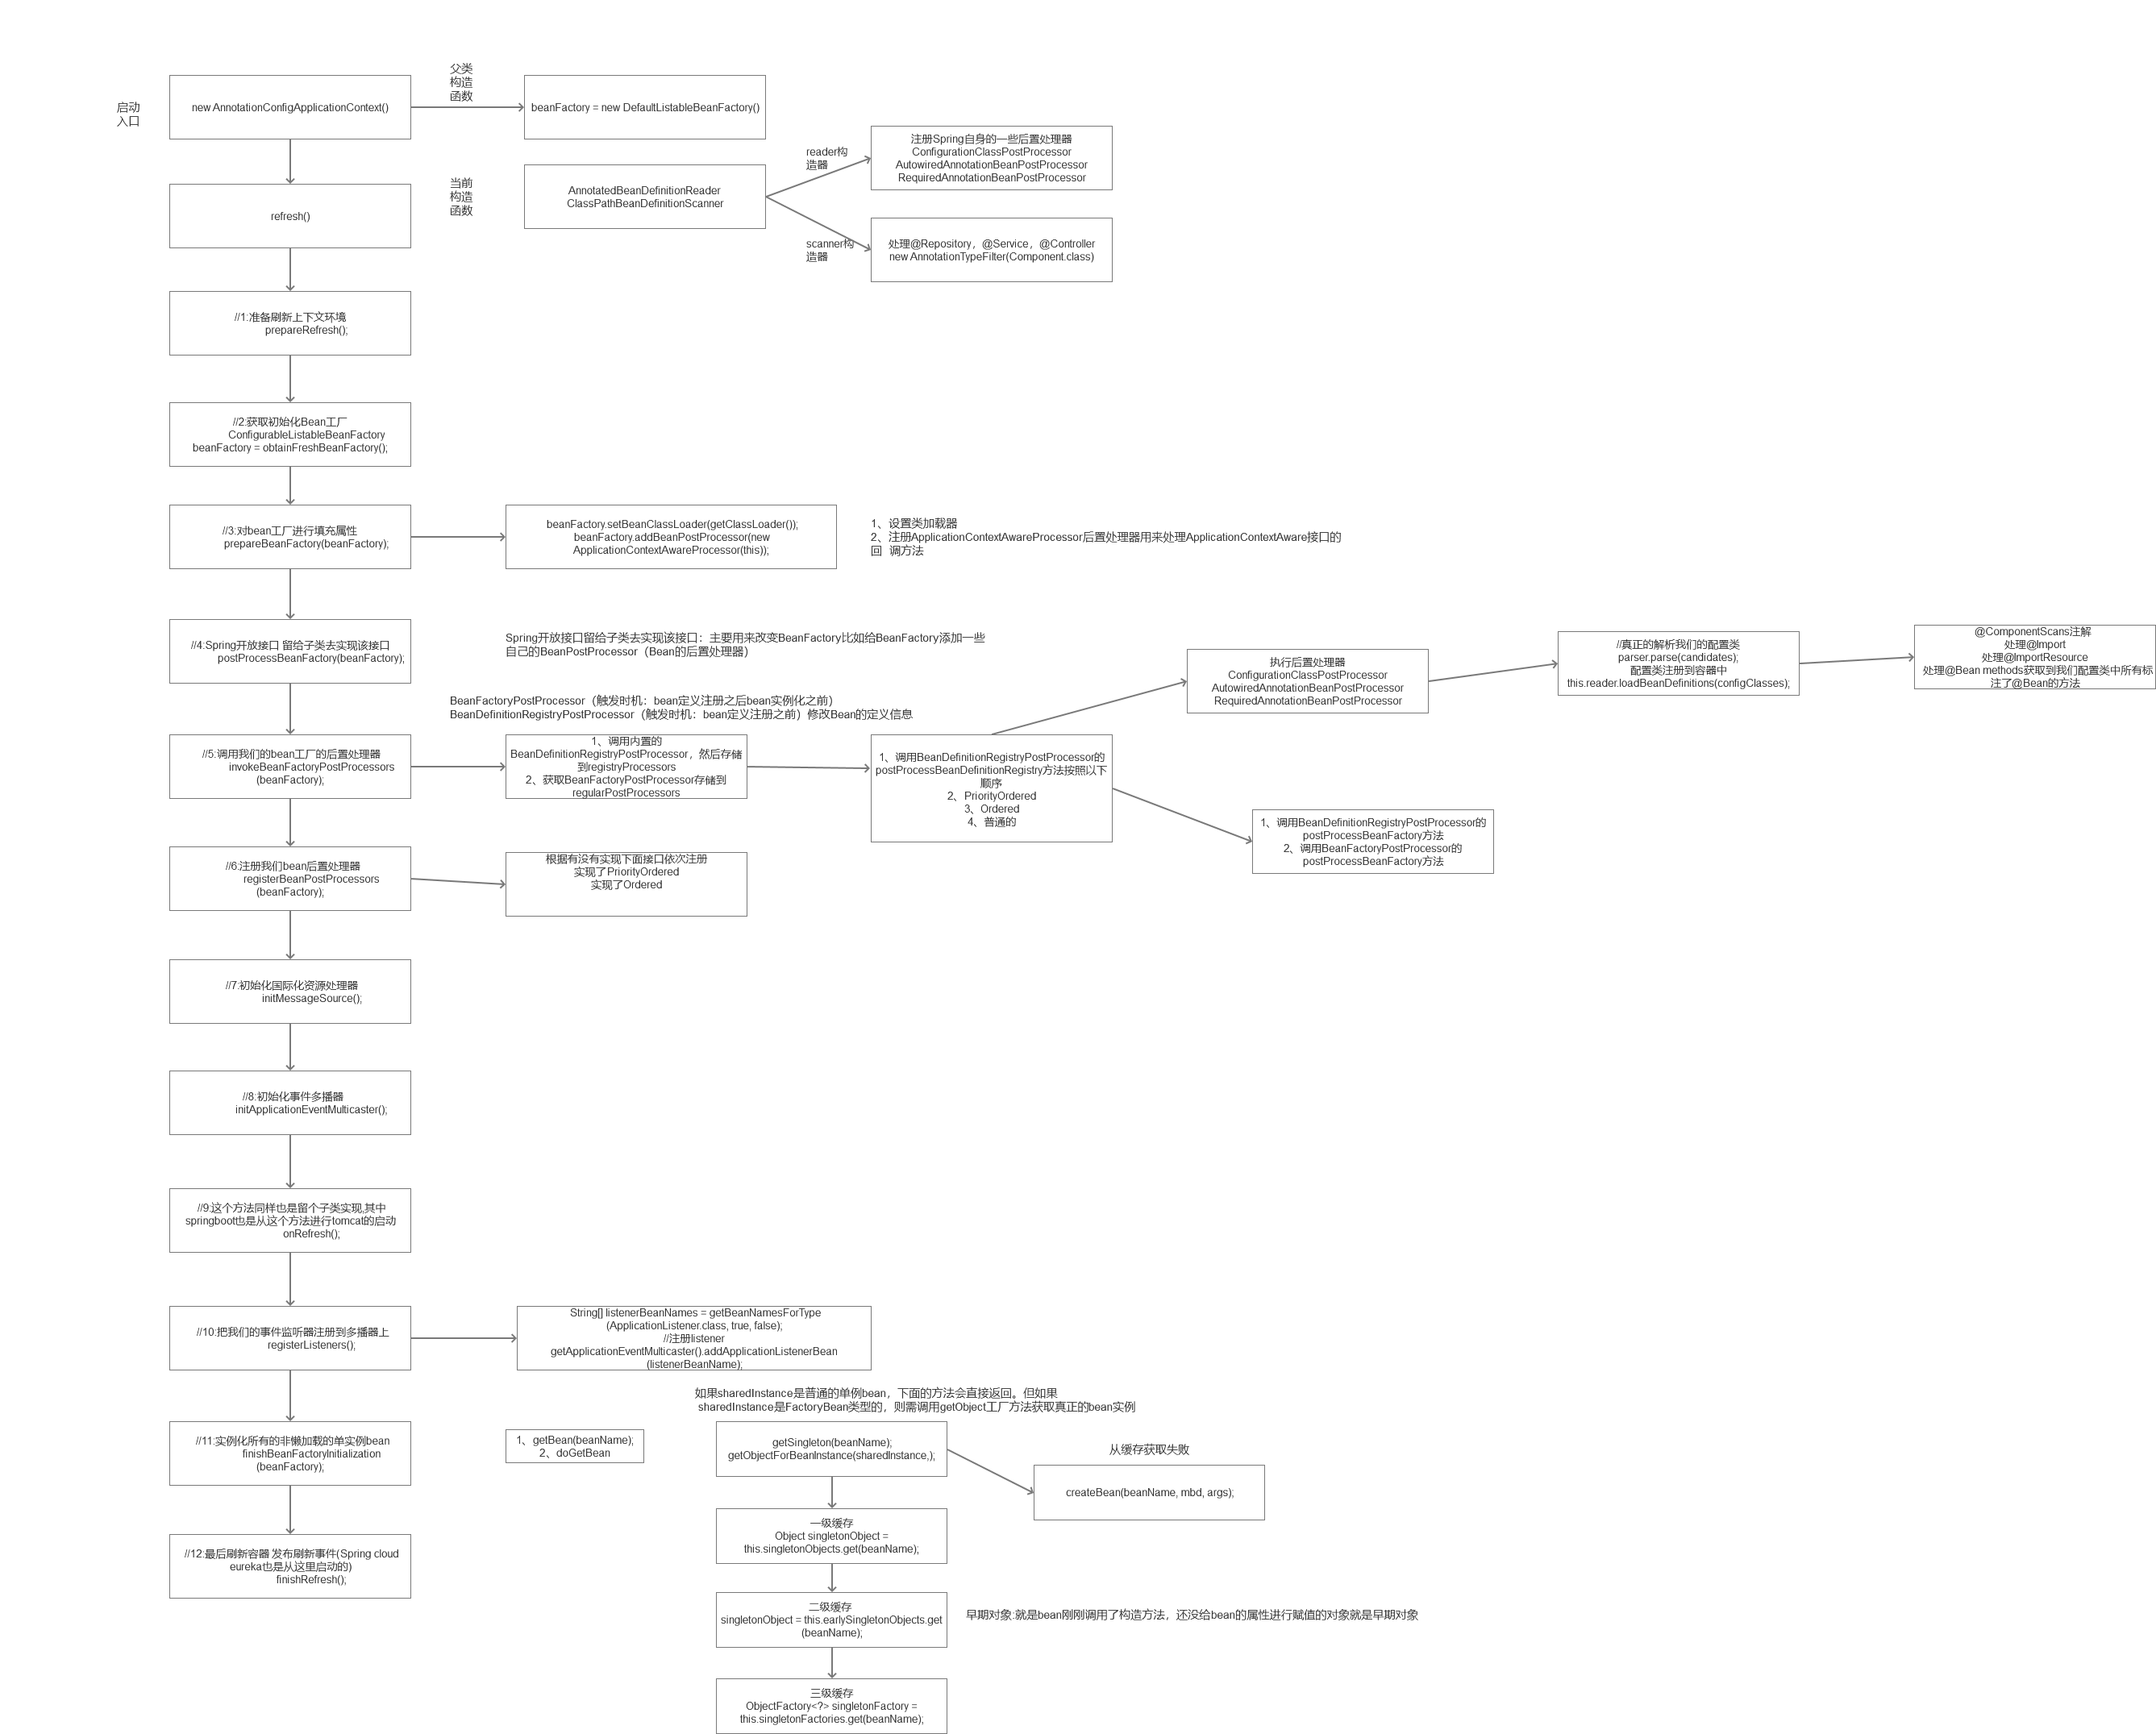 启动
入口
new AnnotationConfigApplicationContext()
父类
构造
函数
beanFactory = new DefaultListableBeanFactory()
refresh()
当前
构造
函数
AnnotatedBeanDefinitionReader
ClassPathBeanDefinitionScanner
reader构
造器
注册Spring自身的一些后置处理器
ConfigurationClassPostProcessor
AutowiredAnnotationBeanPostProcessor
RequiredAnnotationBeanPostProcessor
scanner构
造器
处理@Repository，@Service，@Controller
new AnnotationTypeFilter(Component.class)
//1:准备刷新上下文环境
prepareRefresh();
//2:获取初始化Bean工厂
ConfigurableListableBeanFactory
beanFactory = obtainFreshBeanFactory();
//3:对bean工厂进行填充属性
prepareBeanFactory(beanFactory);
beanFactory.setBeanClassLoader(getClassLoader());
beanFactory.addBeanPostProcessor(new
ApplicationContextAwareProcessor(this));
1、设置类加载器
2、注册ApplicationContextAwareProcessor后置处理器用来处理ApplicationContextAware接口的
回  调方法
//4:Spring开放接口 留给子类去实现该接口
postProcessBeanFactory(beanFactory);
Spring开放接口留给子类去实现该接口：主要用来改变BeanFactory比如给BeanFactory添加一些
自己的BeanPostProcessor（Bean的后置处理器）
BeanFactoryPostProcessor（触发时机：bean定义注册之后bean实例化之前）
BeanDefinitionRegistryPostProcessor（触发时机：bean定义注册之前）修改Bean的定义信息
//5:调用我们的bean工厂的后置处理器
invokeBeanFactoryPostProcessors
(beanFactory);
1、调用内置的
BeanDefinitionRegistryPostProcessor，然后存储
到registryProcessors
2、获取BeanFactoryPostProcessor存储到
regularPostProcessors
1、调用BeanDefinitionRegistryPostProcessor的
postProcessBeanDefinitionRegistry方法按照以下
顺序
2、PriorityOrdered
3、Ordered
4、普通的
执行后置处理器
ConfigurationClassPostProcessor
AutowiredAnnotationBeanPostProcessor
RequiredAnnotationBeanPostProcessor
//真正的解析我们的配置类
parser.parse(candidates);
配置类注册到容器中
this.reader.loadBeanDefinitions(configClasses);
@ComponentScans注解
处理@Import
处理@ImportResource
处理@Bean methods获取到我们配置类中所有标
注了@Bean的方法
1、调用BeanDefinitionRegistryPostProcessor的
postProcessBeanFactory方法
2、调用BeanFactoryPostProcessor的
postProcessBeanFactory方法
//6:注册我们bean后置处理器
registerBeanPostProcessors
(beanFactory);
根据有没有实现下面接口依次注册
实现了PriorityOrdered
实现了Ordered
//7:初始化国际化资源处理器
initMessageSource();
//8:初始化事件多播器
initApplicationEventMulticaster();
//9:这个方法同样也是留个子类实现,其中
springboot也是从这个方法进行tomcat的启动
onRefresh();
//10:把我们的事件监听器注册到多播器上
registerListeners();
String[] listenerBeanNames = getBeanNamesForType
(ApplicationListener.class, true, false);
//注册listener
getApplicationEventMulticaster().addApplicationListenerBean
(listenerBeanName);
//11:实例化所有的非懒加载的单实例bean
finishBeanFactoryInitialization
(beanFactory);
1、getBean(beanName);
2、doGetBean
如果sharedInstance是普通的单例bean，下面的方法会直接返回。但如果
sharedInstance是FactoryBean类型的，则需调用getObject工厂方法获取真正的bean实例
getSingleton(beanName);
getObjectForBeanInstance(sharedInstance,);
从缓存获取失败
createBean(beanName, mbd, args);
一级缓存
Object singletonObject =
this.singletonObjects.get(beanName);
//12:最后刷新容器 发布刷新事件(Spring cloud
eureka也是从这里启动的)
finishRefresh();
二级缓存
singletonObject = this.earlySingletonObjects.get
(beanName);
早期对象:就是bean刚刚调用了构造方法，还没给bean的属性进行赋值的对象就是早期对象
三级缓存
ObjectFactory<?> singletonFactory =
this.singletonFactories.get(beanName);